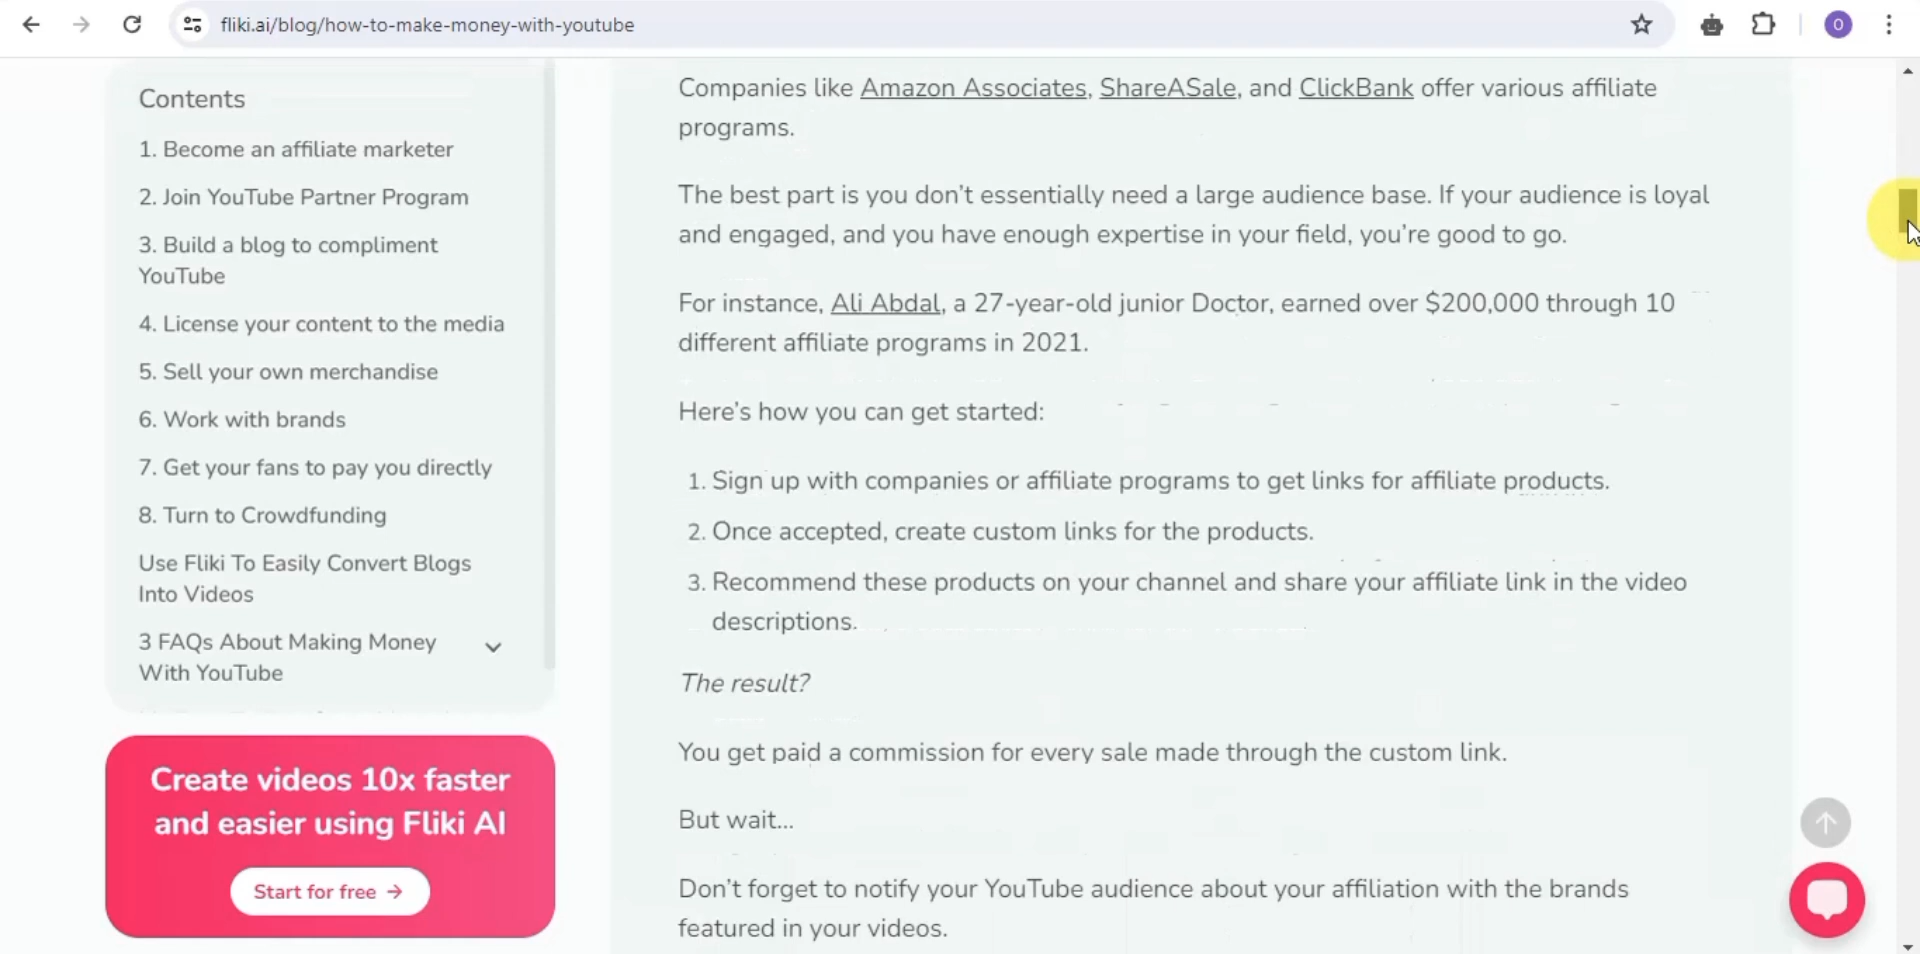 fliki.ai/blog/how-to-make-money-with-youtube
O
Contents
1. Become an affiliate marketer
2. Join YouTube Partner Program
3. Build a blog to compliment
YouTube
4. License your content to the media
5. Sell your own merchandise
6. Work with brands
7. Get your fans to pay you directly
8. Turn to Crowdfunding
Use Fliki To Easily Convert Blogs
Into Videos
3 FAQs About Making Money
With YouTube
Create videos 10x faster
and easier using Fliki AI
Start for free →
Companies like Amazon Associates, ShareASale, and ClickBank offer various affiliate
programs.
The best part is you don’t essentially need a large audience base. If your audience is loyal
and engaged, and you have enough expertise in your field, you’re good to go.
For instance, Ali Abdal, a 27-year-old junior Doctor, earned over $200,000 through 10
different affiliate programs in 2021.
Here’s how you can get started:
1. Sign up with companies or affiliate programs to get links for affiliate products.
2. Once accepted, create custom links for the products.
3. Recommend these products on your channel and share your affiliate link in the video
descriptions.
The result?
You get paid a commission for every sale made through the custom link.
But wait...
Don’t forget to notify your YouTube audience about your affiliation with the brands
featured in your videos.